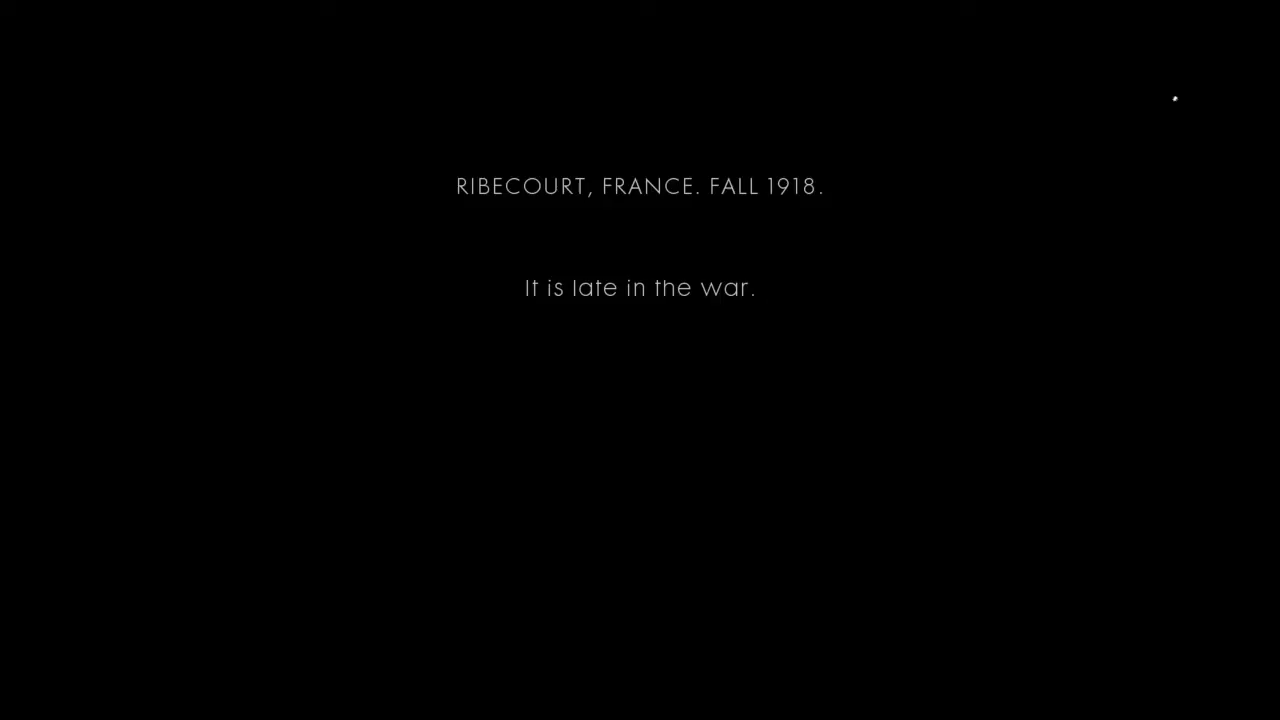 RIBECOURT, FRANCE. FALL 1918.
It is late in the war.